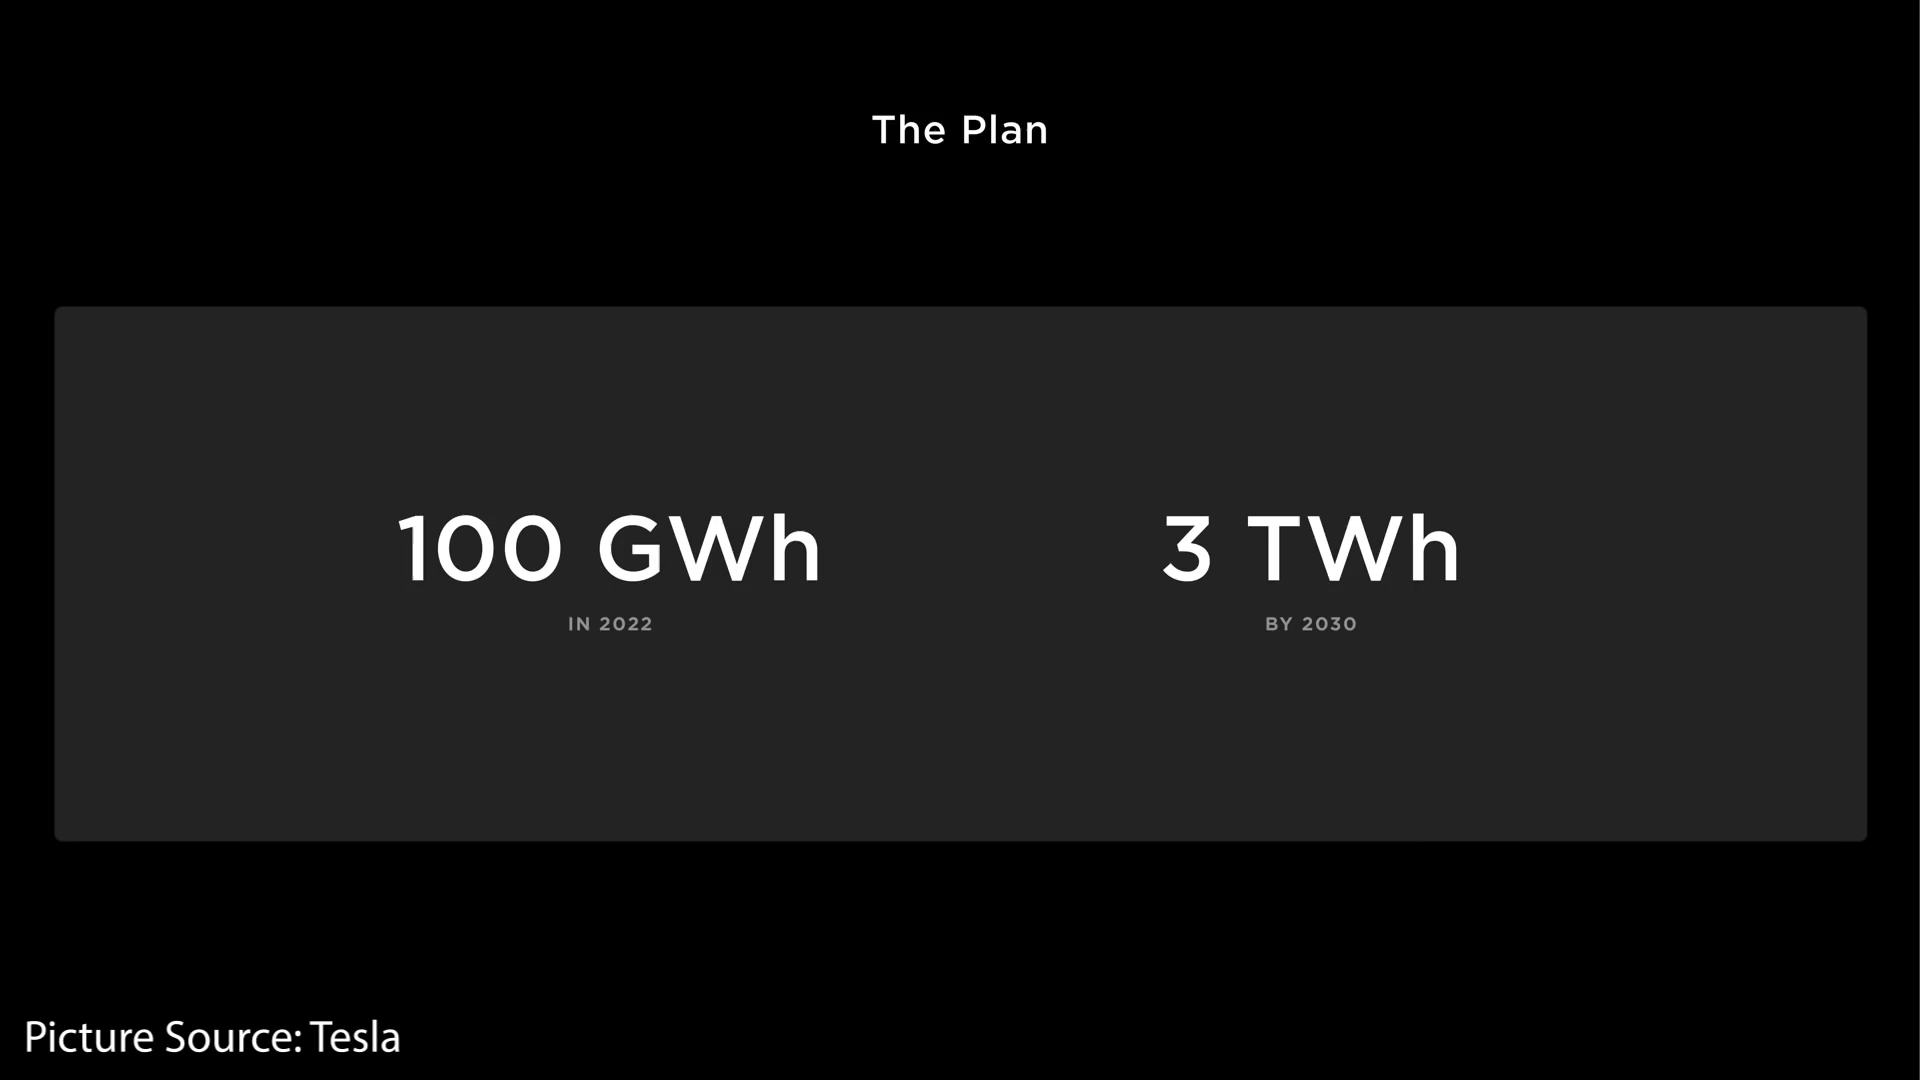 The Plan
100 GWh
IN 2022
3 TWh
BY 2030
Picture Source: Tesla